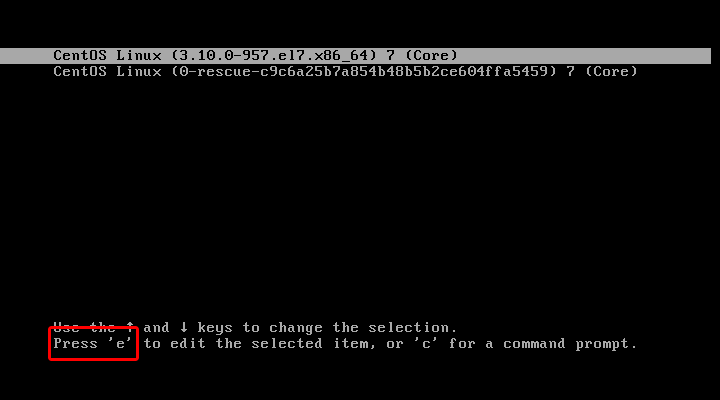 CentOS Linux (3.10.0-957.el7.x86_64) 7 (Core)
CentOS Linux (0-rescue-c9c6a25b7a854b48b5b2ce604ffa5459) 7 (Core)
Use the ↑ and ↓ keys to change the selection.
Press 'e' to edit the selected item, or 'c' for a command prompt.